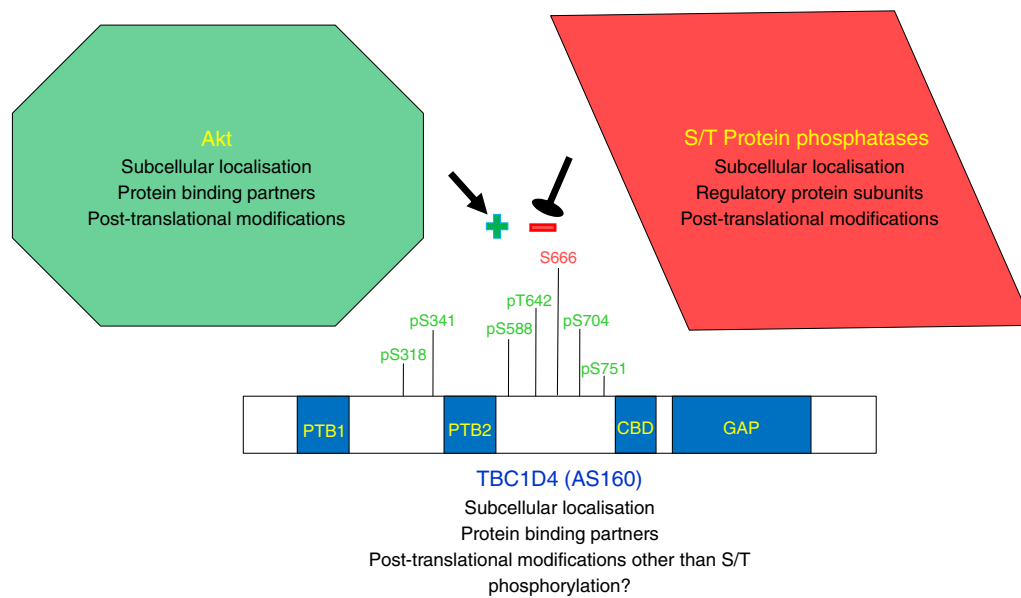 Akt
Subcellular localisation
Protein binding partners
Post-translational modifications
S/T Protein phosphatases
Subcellular localisation
Regulatory protein subunits
Post-translational modifications
S666
pT642
pS341
pS588
pS704
pS318
pS751
PTB1
PTB2
CBD
GAP
TBC1D4 (AS160)
Subcellular localisation
Protein binding partners
Post-translational modifications other than S/T
phosphorylation?